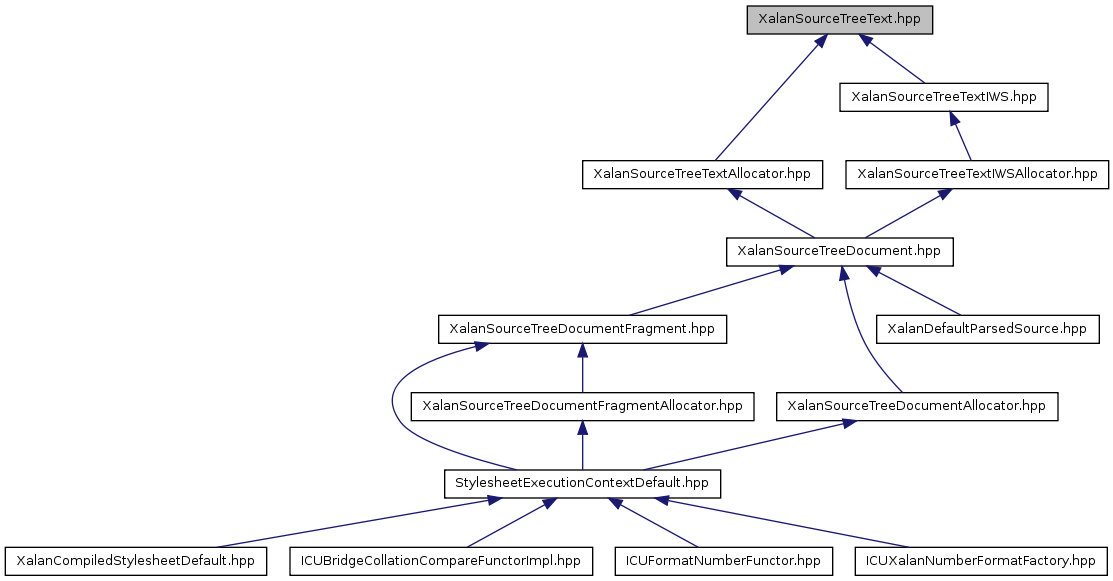 XalanSourceTreeText.hpp
XalanSourceTreeTextIWS.hpp
XalanSourceTreeTextAllocator.hpp
XalanSourceTreeTextIWSAllocator.hpp
XalanSourceTreeDocument.hpp
XalanSourceTreeDocumentFragment.hpp
XalanDefaultParsedSource.hpp
XalanSourceTreeDocumentFragmentAllocator.hpp
XalanSourceTreeDocumentAllocator.hpp
StylesheetExecutionContextDefault.hpp
XalanCompiledStylesheetDefault.hpp
ICUBridgeCollationCompareFunctorImpl.hpp
ICUFormatNumberFunctor.hpp
ICUXalanNumberFormatFactory.hpp